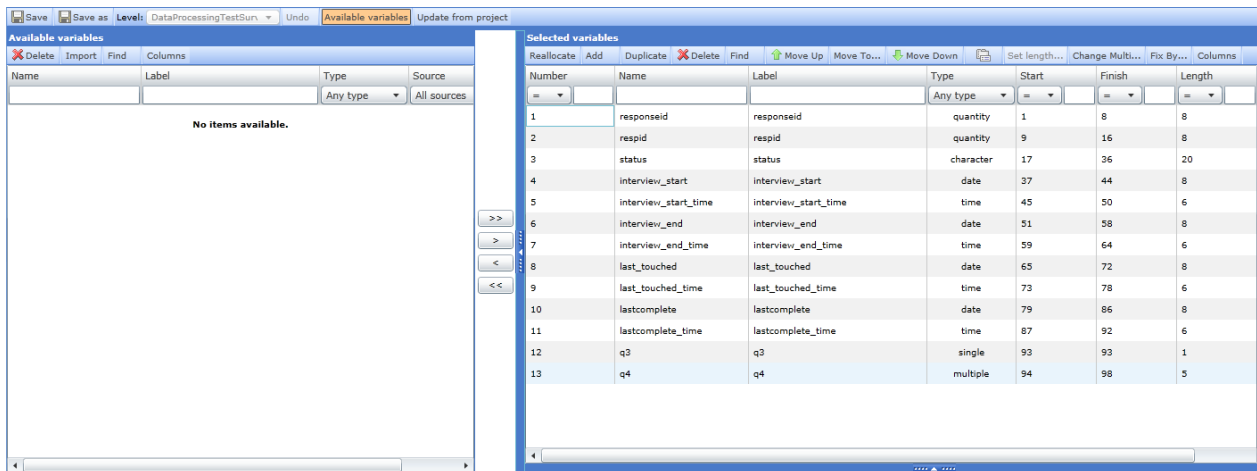 Save Save as Level: DataProcessingTestSurv Undo Available variables Update from project
Available variables
Delete Import Find Columns
Name Label Type Source
Any type All sources
No items available.
>>
>
<
<<
Selected variables
Reallocate Add Duplicate Delete Find Move Up Move To... Move Down Set length... Change Multi... Fix By... Columns
Number Name Label Type Start Finish Length
= Any type = = =
1 responseid responseid quantity 1 8 8
2 respid respid quantity 9 16 8
3 status status character 17 36 20
4 interview_start interview_start date 37 44 8
5 interview_start_time interview_start_time time 45 50 6
6 interview_end interview_end date 51 58 8
7 interview_end_time interview_end_time time 59 64 6
8 last_touched last_touched date 65 72 8
9 last_touched_time last_touched_time time 73 78 6
10 lastcomplete lastcomplete date 79 86 8
11 lastcomplete_time lastcomplete_time time 87 92 6
12 q3 q3 single 93 93 1
13 q4 q4 multiple 94 98 5